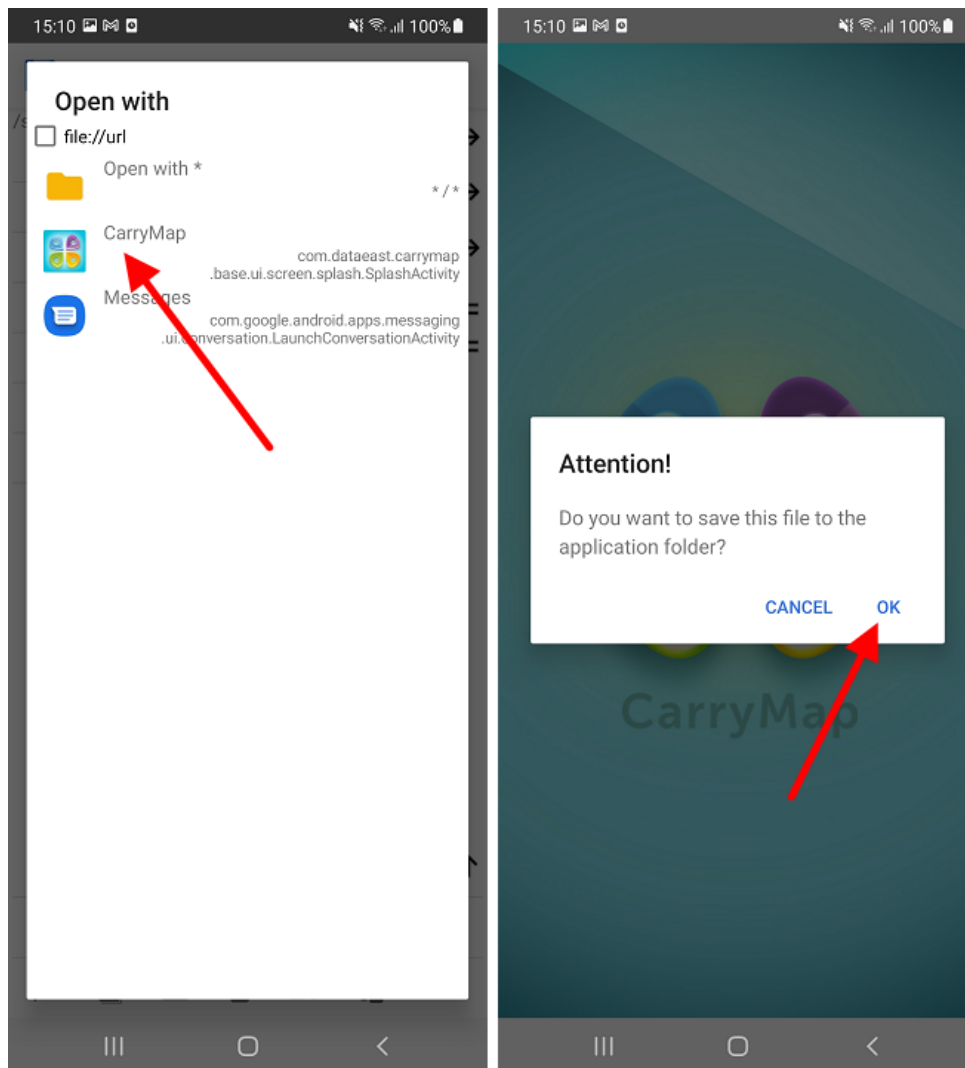 15:10
100%
Open with
/s
file://url
Open with *
*/*
CarryMap
com.dataeast.carrymap
.base.ui.screen.splash.SplashActivity
Messages
com.google.android.apps.messaging
.ui.conversation.LaunchConversationActivity
15:10
100%
Attention!
Do you want to save this file to the
application folder?
CANCEL
OK
CarryMap